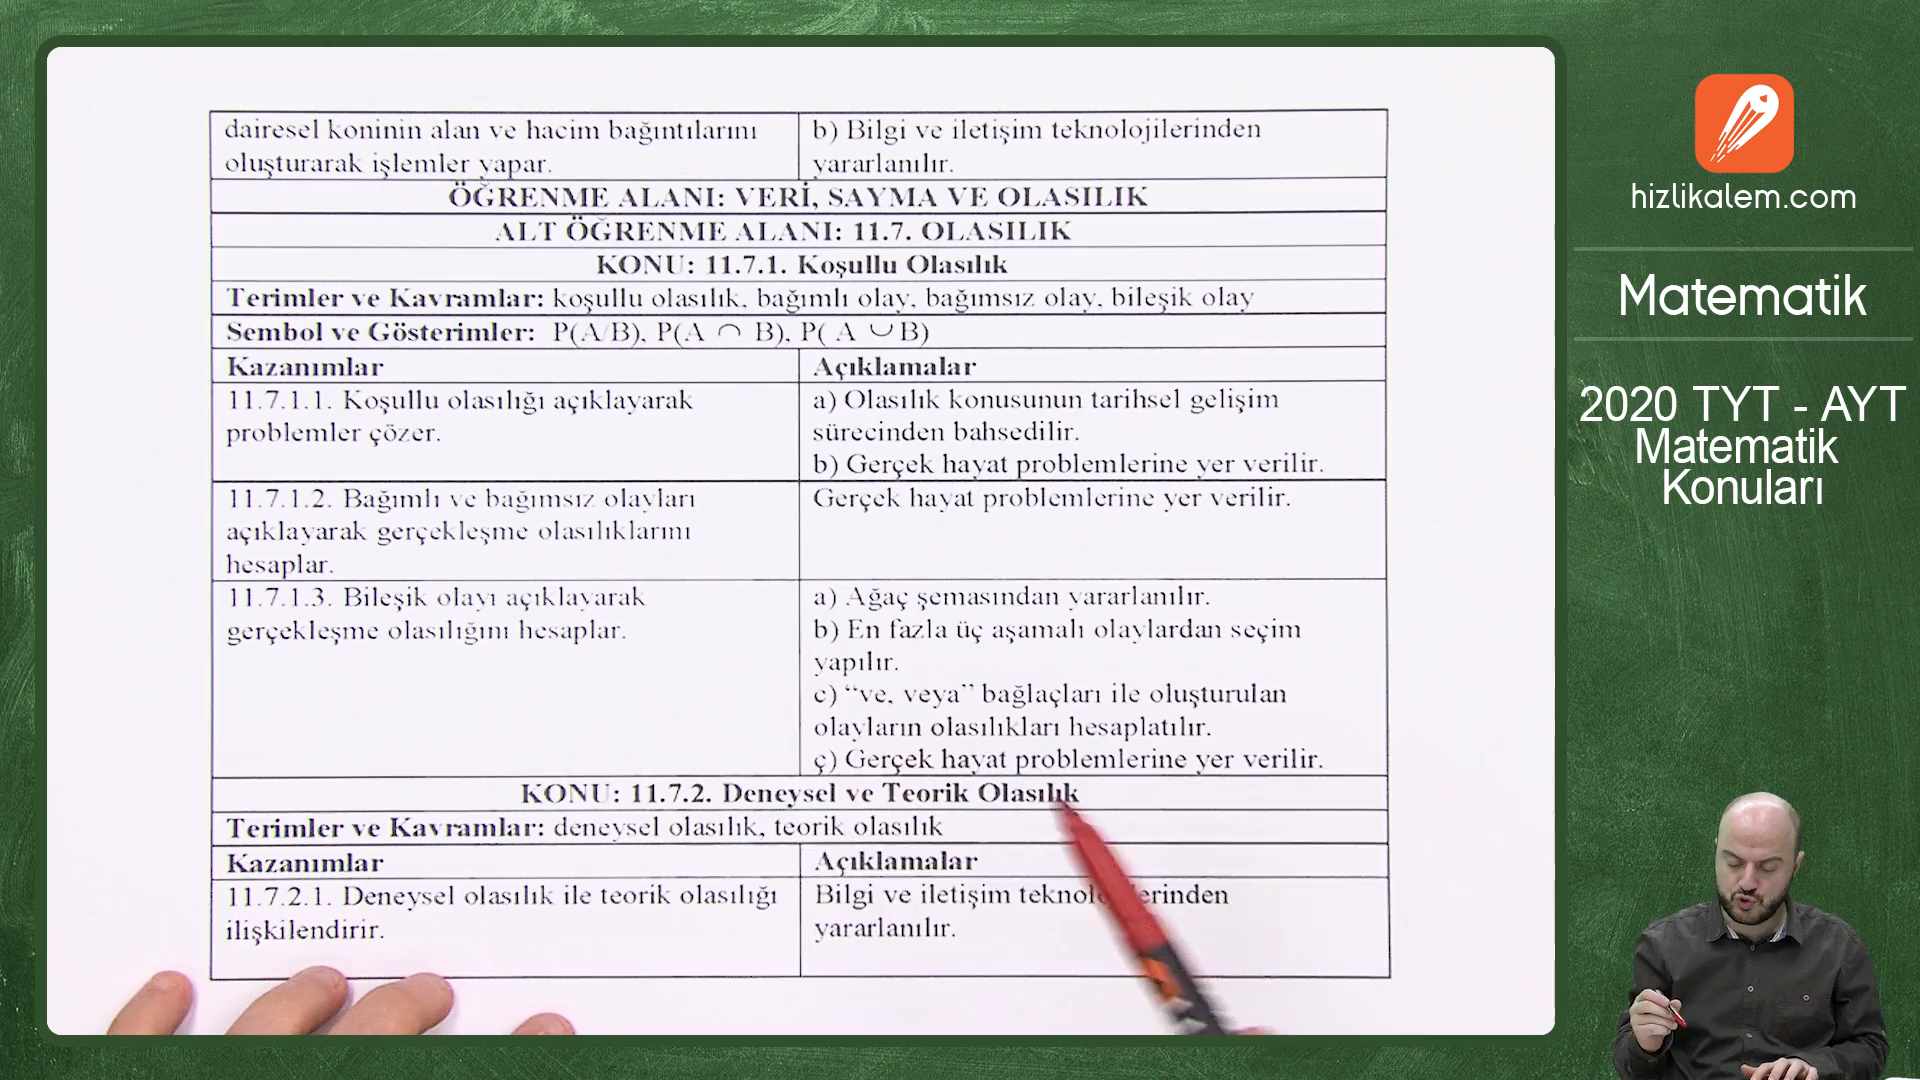 dairesel koninin alan ve hacim bağıntılarını
oluşturarak işlemler yapar.
b) Bilgi ve iletişim teknolojilerinden
yararlanılır.
ÖĞRENME ALANI: VERİ, SAYMA VE OLASILIK
ALT ÖĞRENME ALANI: 11.7. OLASILIK
KONU: 11.7.1. Koşullu Olasılık
Terimler ve Kavramlar: koşullu olasılık, bağımlı olay, bağımsız olay, bileşik olay
Sembol ve Gösterimler: P(A/B), P(A ∩ B), P( A ∪ B)
Kazanımlar
Açıklamalar
11.7.1.1. Koşullu olasılığı açıklayarak
problemler çözer.
a) Olasılık konusunun tarihsel gelişim
sürecinden bahsedilir.
b) Gerçek hayat problemlerine yer verilir.
11.7.1.2. Bağımlı ve bağımsız olayları
açıklayarak gerçekleşme olasılıklarını
hesaplar.
Gerçek hayat problemlerine yer verilir.
11.7.1.3. Bileşik olayı açıklayarak
gerçekleşme olasılığını hesaplar.
a) Ağaç şemasından yararlanılır.
b) En fazla üç aşamalı olaylardan seçim
yapılır.
c) “ve, veya” bağlaçları ile oluşturulan
olayların olasılıkları hesaplatılır.
ç) Gerçek hayat problemlerine yer verilir.
KONU: 11.7.2. Deneysel ve Teorik Olasılık
Terimler ve Kavramlar: deneysel olasılık, teorik olasılık
Kazanımlar
Açıklamalar
11.7.2.1. Deneysel olasılık ile teorik olasılığı
ilişkilendirir.
Bilgi ve iletişim
yararlanılır.
hizlikalem.com
Matematik
2020 TYT - AYT
Matematik
Konuları